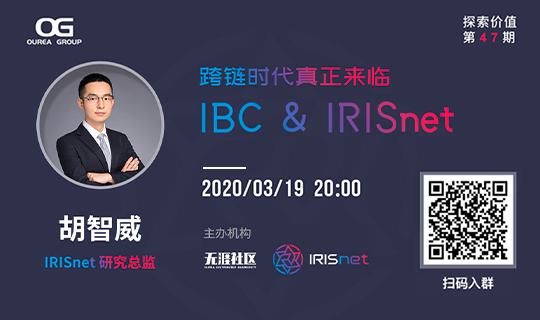 OG
OUREA GROUP
探索价值
第47期
跨链时代真正来临
IBC & IRISnet
2020/03/19 20:00
胡智威
IRISnet 研究总监
主办机构
无涯社区
IRISnet
扫码入群